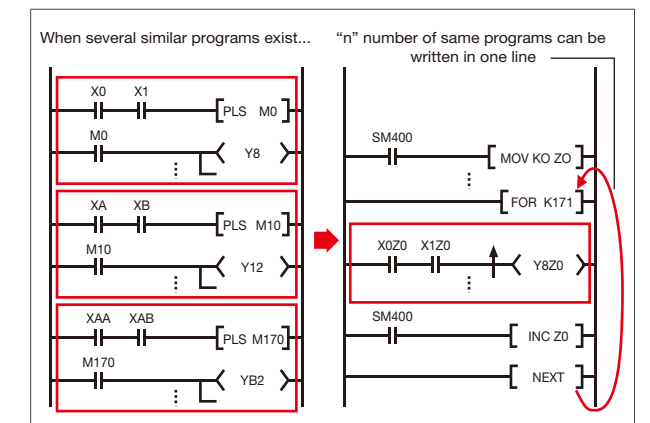 When several similar programs exist...
X0 X1
PLS M0
M0
Y8
XA XB
PLS M10
M10
Y12
XAA XAB
PLS M170
M170
YB2
“n” number of same programs can be
written in one line
SM400
MOV KO ZO
FOR K171
X0Z0 X1Z0
Y8Z0
SM400
INC Z0
NEXT